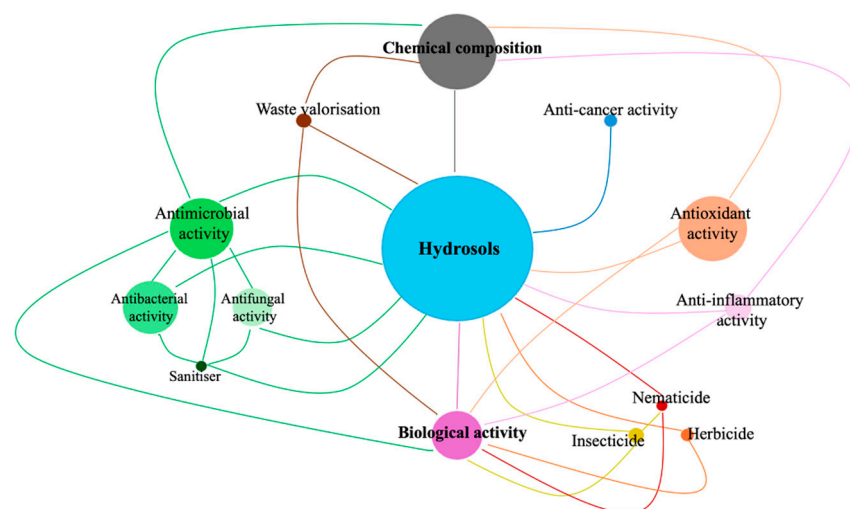 Chemical composition
Waste valorisation
Anti-cancer activity
Antimicrobial
activity
Antioxidant
activity
Hydrosols
Antibacterial
activity
Antifungal
activity
Anti-inflammatory
activity
Sanitiser
Nematicide
Biological activity
Insecticide
Herbicide